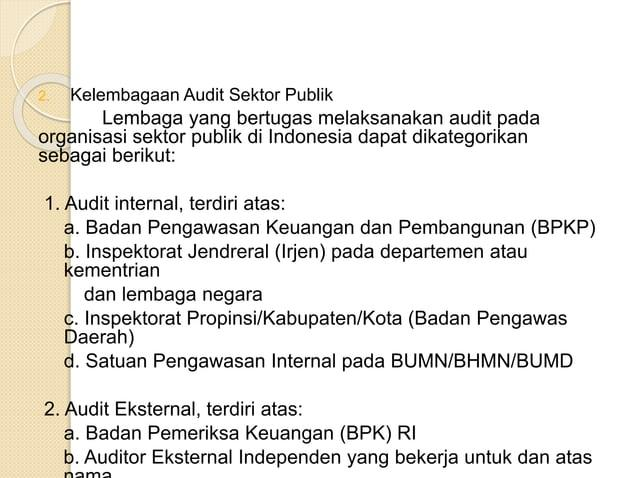 2. Kelembagaan Audit Sektor Publik
Lembaga yang bertugas melaksanakan audit pada
organisasi sektor publik di Indonesia dapat dikategorikan
sebagai berikut:
1. Audit internal, terdiri atas:
a. Badan Pengawasan Keuangan dan Pembangunan (BPKP)
b. Inspektorat Jendreral (Irjen) pada departemen atau
kementrian
dan lembaga negara
c. Inspektorat Propinsi/Kabupaten/Kota (Badan Pengawas
Daerah)
d. Satuan Pengawasan Internal pada BUMN/BHMN/BUMD
2. Audit Eksternal, terdiri atas:
a. Badan Pemeriksa Keuangan (BPK) RI
b. Auditor Eksternal Independen yang bekerja untuk dan atas
nama